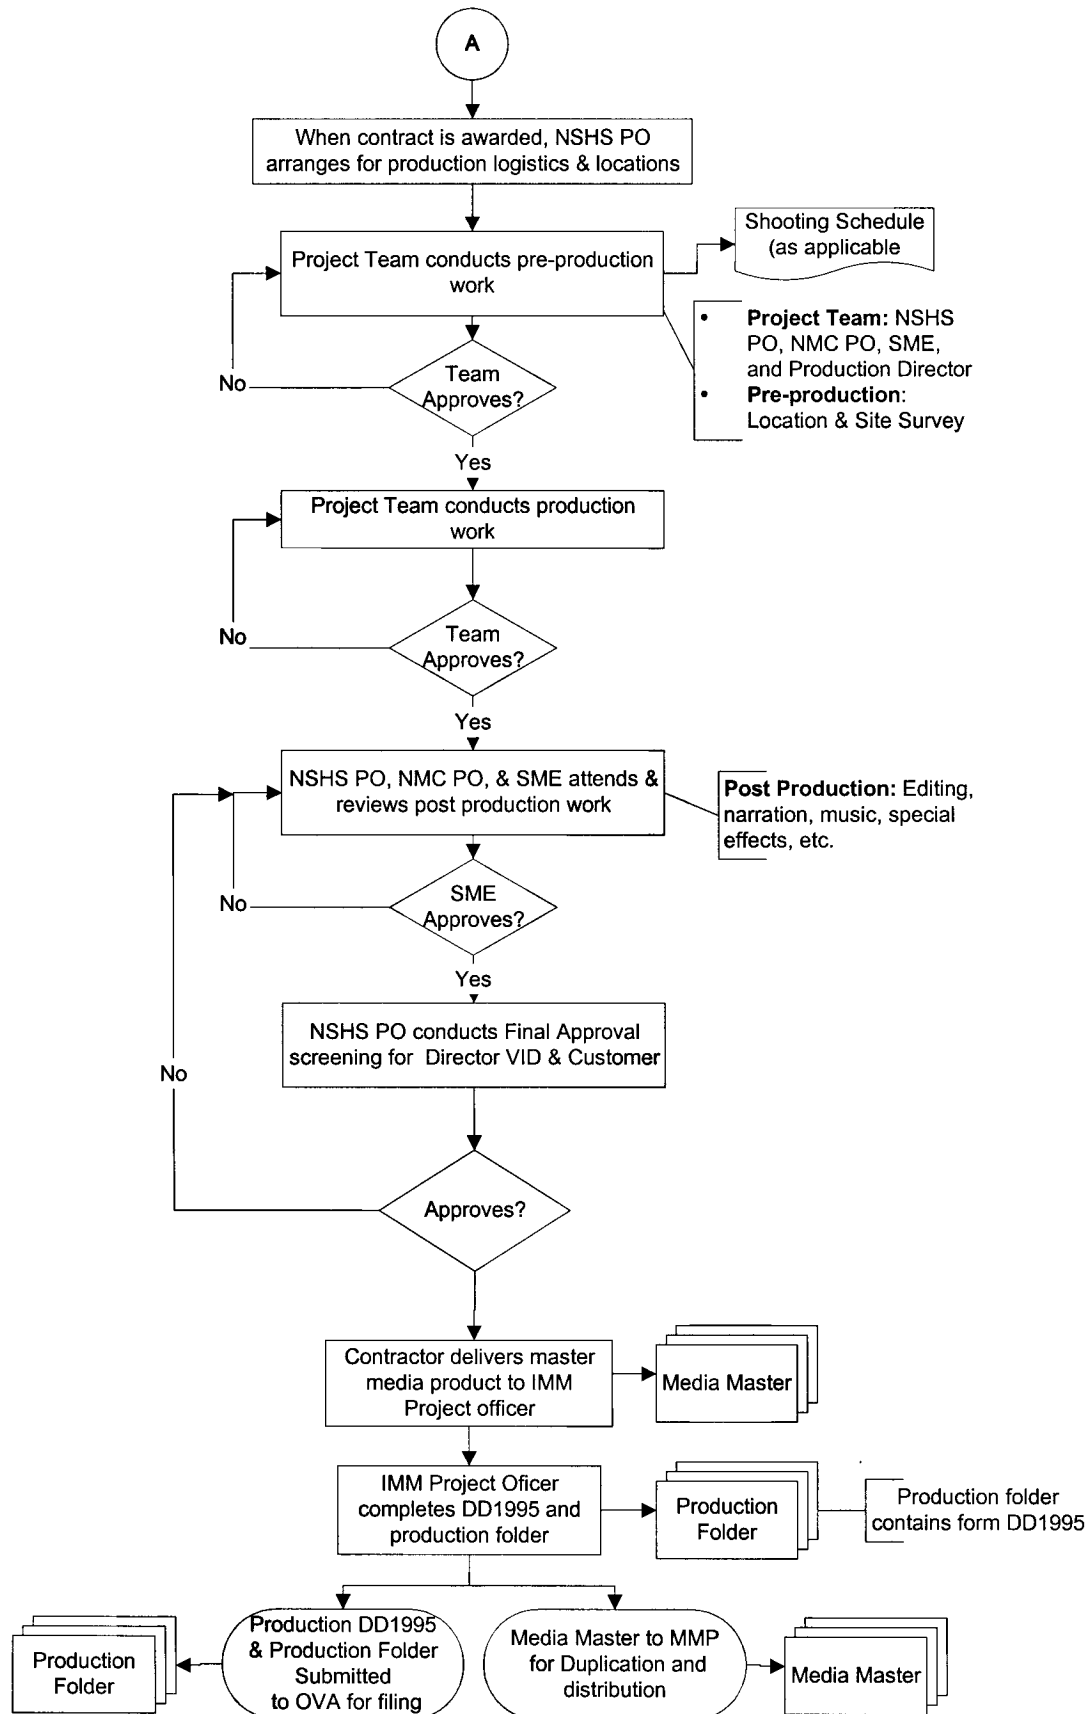 A
When contract is awarded, NSHS PO
arranges for production logistics & locations
Shooting Schedule
(as applicable
Project Team conducts pre-production
work
• Project Team: NSHS
PO, NMC PO, SME,
and Production Director
• Pre-production:
Location & Site Survey
Team
Approves?
No
Yes
Project Team conducts production
work
Team
Approves?
No
Yes
NSHS PO, NMC PO, & SME attends &
reviews post production work
Post Production: Editing,
narration, music, special
effects, etc.
SME
Approves?
No
Yes
NSHS PO conducts Final Approval
screening for Director VID & Customer
No
Approves?
Contractor delivers master
media product to IMM
Project officer
Media Master
IMM Project Oficer
completes DD1995 and
production folder
Production
Folder
Production folder
contains form DD1995
Production
Folder
Production DD1995
& Production Folder
Submitted
to OVA for filing
Media Master to MMP
for Duplication and
distribution
Media Master